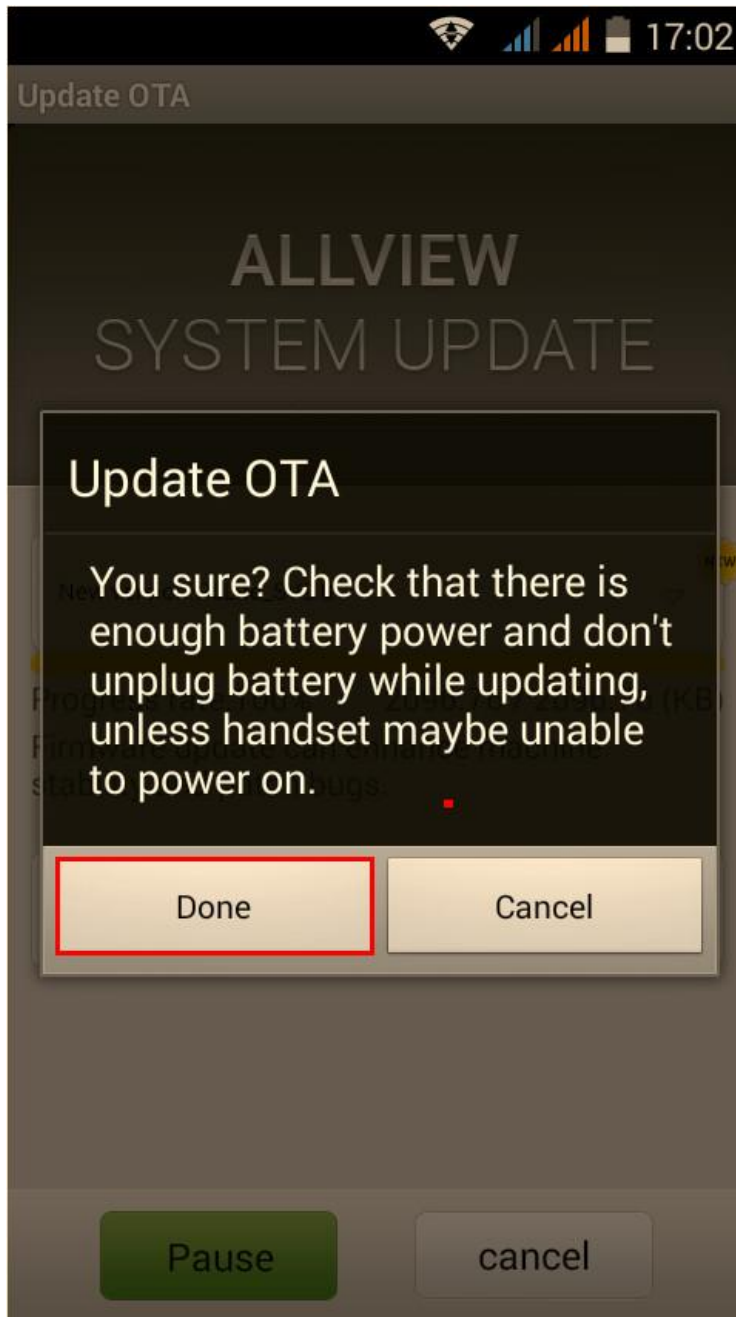 17:02
Update OTA
ALLVIEW
SYSTEM UPDATE
Update OTA
You sure? Check that there is
enough battery power and don't
unplug battery while updating,
unless handset maybe unable
to power on.
Done
Cancel
Pause
cancel